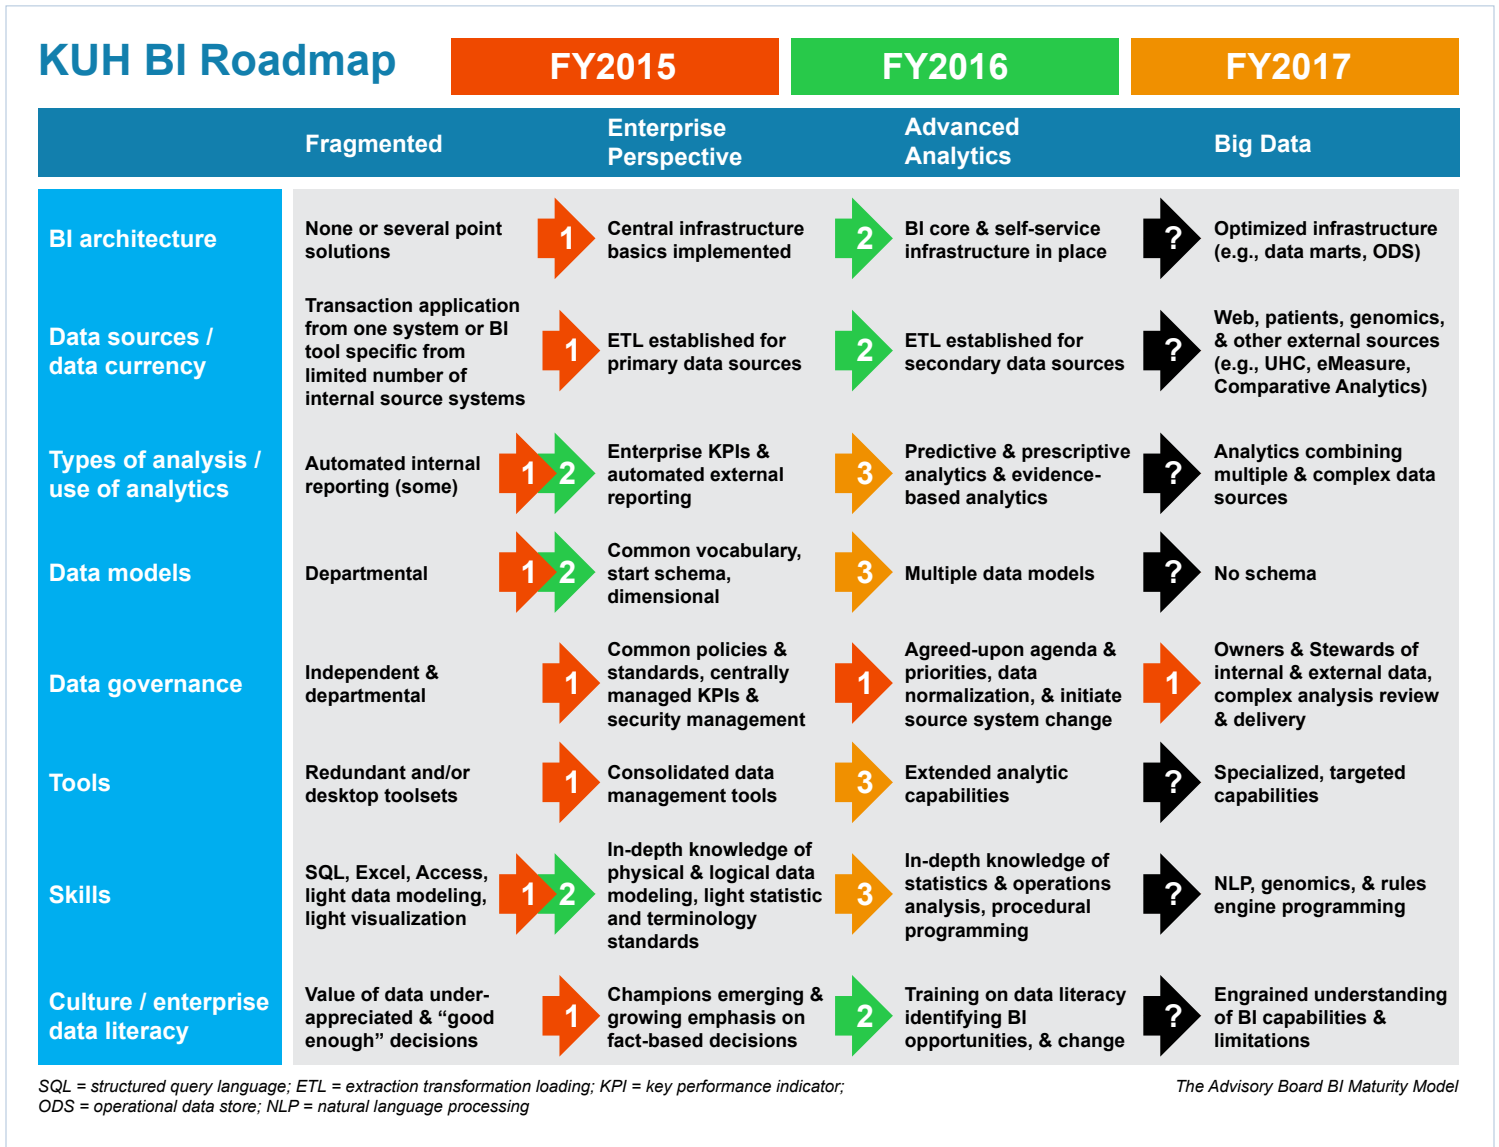 KUH BI Roadmap
FY2015
FY2016
FY2017
Fragmented
Enterprise
Perspective
Advanced
Analytics
Big Data
BI architecture
None or several point
solutions
1
Central infrastructure
basics implemented
2
BI core & self-service
infrastructure in place
?
Optimized infrastructure
(e.g., data marts, ODS)
Data sources /
data currency
Transaction application
from one system or BI
tool specific from
limited number of
internal source systems
1
ETL established for
primary data sources
2
ETL established for
secondary data sources
?
Web, patients, genomics,
& other external sources
(e.g., UHC, eMeasure,
Comparative Analytics)
Types of analysis /
use of analytics
Automated internal
reporting (some)
1
2
Enterprise KPIs &
automated external
reporting
3
Predictive & prescriptive
analytics & evidence-
based analytics
?
Analytics combining
multiple & complex data
sources
Data models
Departmental
1
2
Common vocabulary,
start schema,
dimensional
3
Multiple data models
?
No schema
Data governance
Independent &
departmental
1
Common policies &
standards, centrally
managed KPIs &
security management
1
Agreed-upon agenda &
priorities, data
normalization, & initiate
source system change
1
Owners & Stewards of
internal & external data,
complex analysis review
& delivery
Tools
Redundant and/or
desktop toolsets
1
Consolidated data
management tools
3
Extended analytic
capabilities
?
Specialized, targeted
capabilities
Skills
SQL, Excel, Access,
light data modeling,
light visualization
1
2
In-depth knowledge of
physical & logical data
modeling, light statistic
and terminology
standards
3
In-depth knowledge of
statistics & operations
analysis, procedural
programming
?
NLP, genomics, & rules
engine programming
Culture / enterprise
data literacy
Value of data under-
appreciated & “good
enough” decisions
1
Champions emerging &
growing emphasis on
fact-based decisions
2
Training on data literacy
identifying BI
opportunities, & change
?
Engrained understanding
of BI capabilities &
limitations
SQL = structured query language; ETL = extraction transformation loading; KPI = key performance indicator;
ODS = operational data store; NLP = natural language processing
The Advisory Board BI Maturity Model